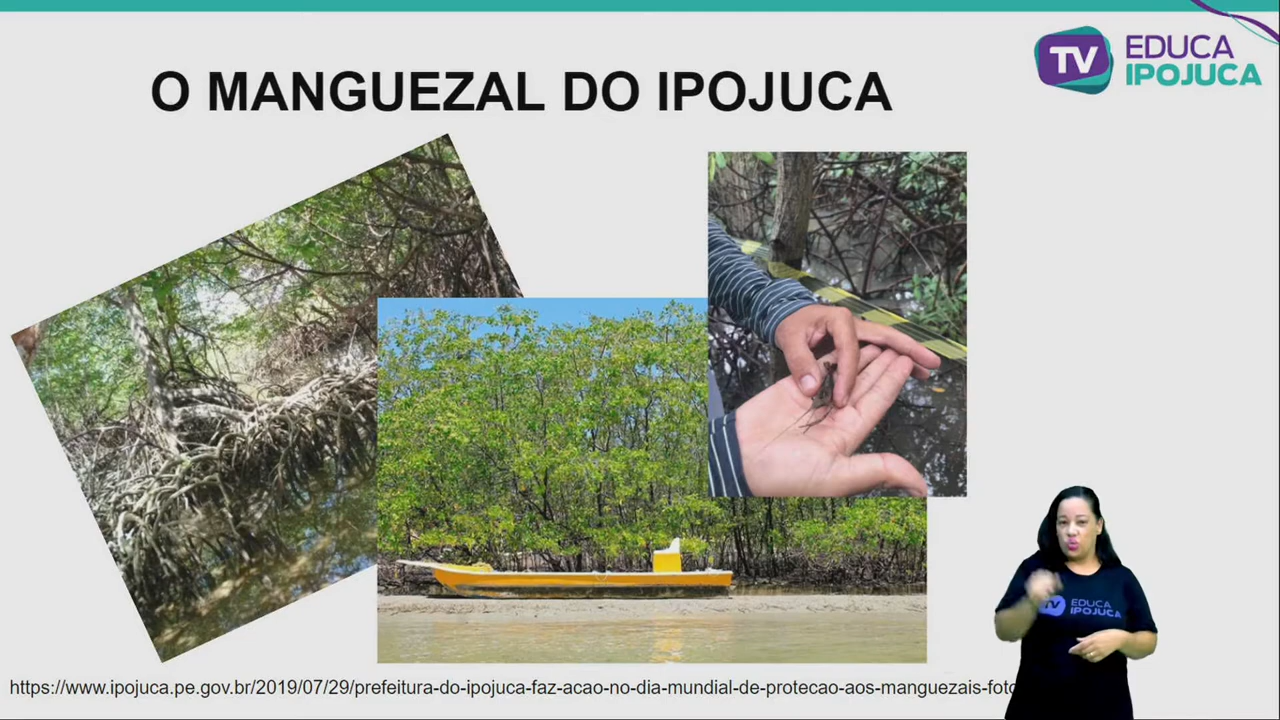 TV EDUCA
IPOJUCA
O MANGUEZAL DO IPOJUCA
TV EDUCA
IPOJUCA
https://www.ipojuca.pe.gov.br/2019/07/29/prefeitura-do-ipojuca-faz-acao-no-dia-mundial-de-protecao-aos-manguezais-foto